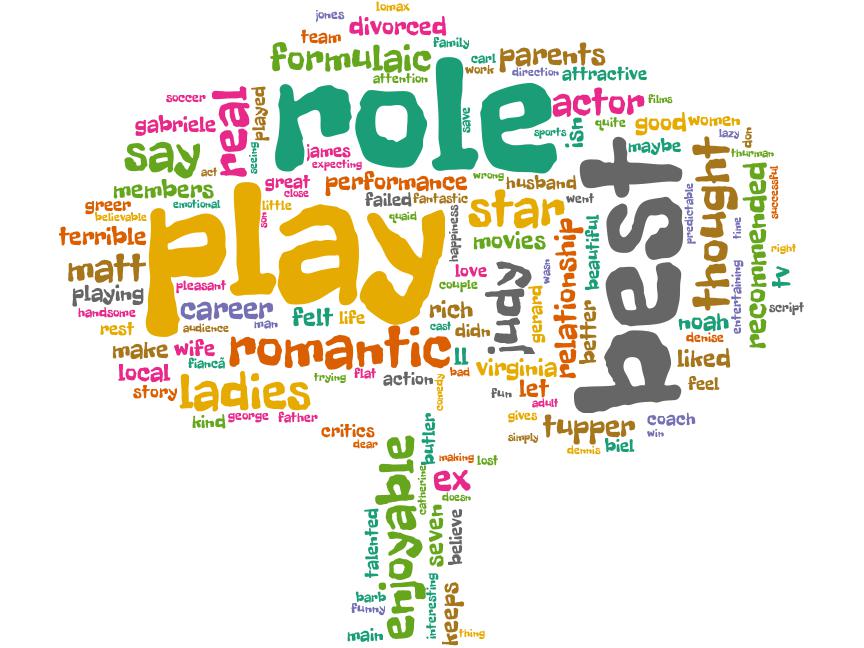 lomax
jones
divorced
team
family
formulaic
carl
parents
attention
work
direction
attractive
soccer
real
played
role
save
actor
films
gabriele
seeing
sports
isn
quite
good
women
lazy
don
say
act
james
expecting
wrong
maybe
thurman
members
great
close
performance
husband
best
thought
recommended
successful
greer
emotional
believable
little
son
failed
fantastic
went
predictable
play
quaid
happiness
star
beautiful
time
terrible
movies
relationship
right
matt
pleasant
love
couple
judy
wasn
entertaining
tv
playing
handsome
career
man
felt
life
rich
gerard
better
noah
script
rest
audience
cast
didn
denise
make
wife
fiancã
romantic
ll
bad
virginia
liked
local
trying
flat
action
comedy
fun
let
feel
story
ladies
adult
kind
george
father
gives
tupper
coach
critics
dear
butler
simply
dennis
biel
win
enjoyable
making
lost
catherine
ex
doesn
talented
seven
believe
barb
funny
interesting
keeps
main
thing